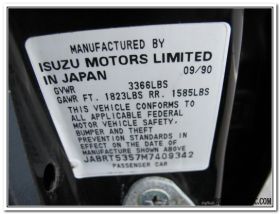 MANUFACTURED BY
ISUZU MOTORS LIMITED
IN JAPAN 09/90
GVWR 3366LBS
GAWR FT. 1823LBS RR. 1585LBS
THIS VEHICLE CONFORMS TO
ALL APPLICABLE FEDERAL
MOTOR VEHICLE SAFETY,
BUMPER AND THEFT
PREVENTION STANDARDS IN
EFFECT ON THE DATE OF
MANUFACTURE SHOWN ABOVE
JABRT5357M7409342
PASSENGER CAR